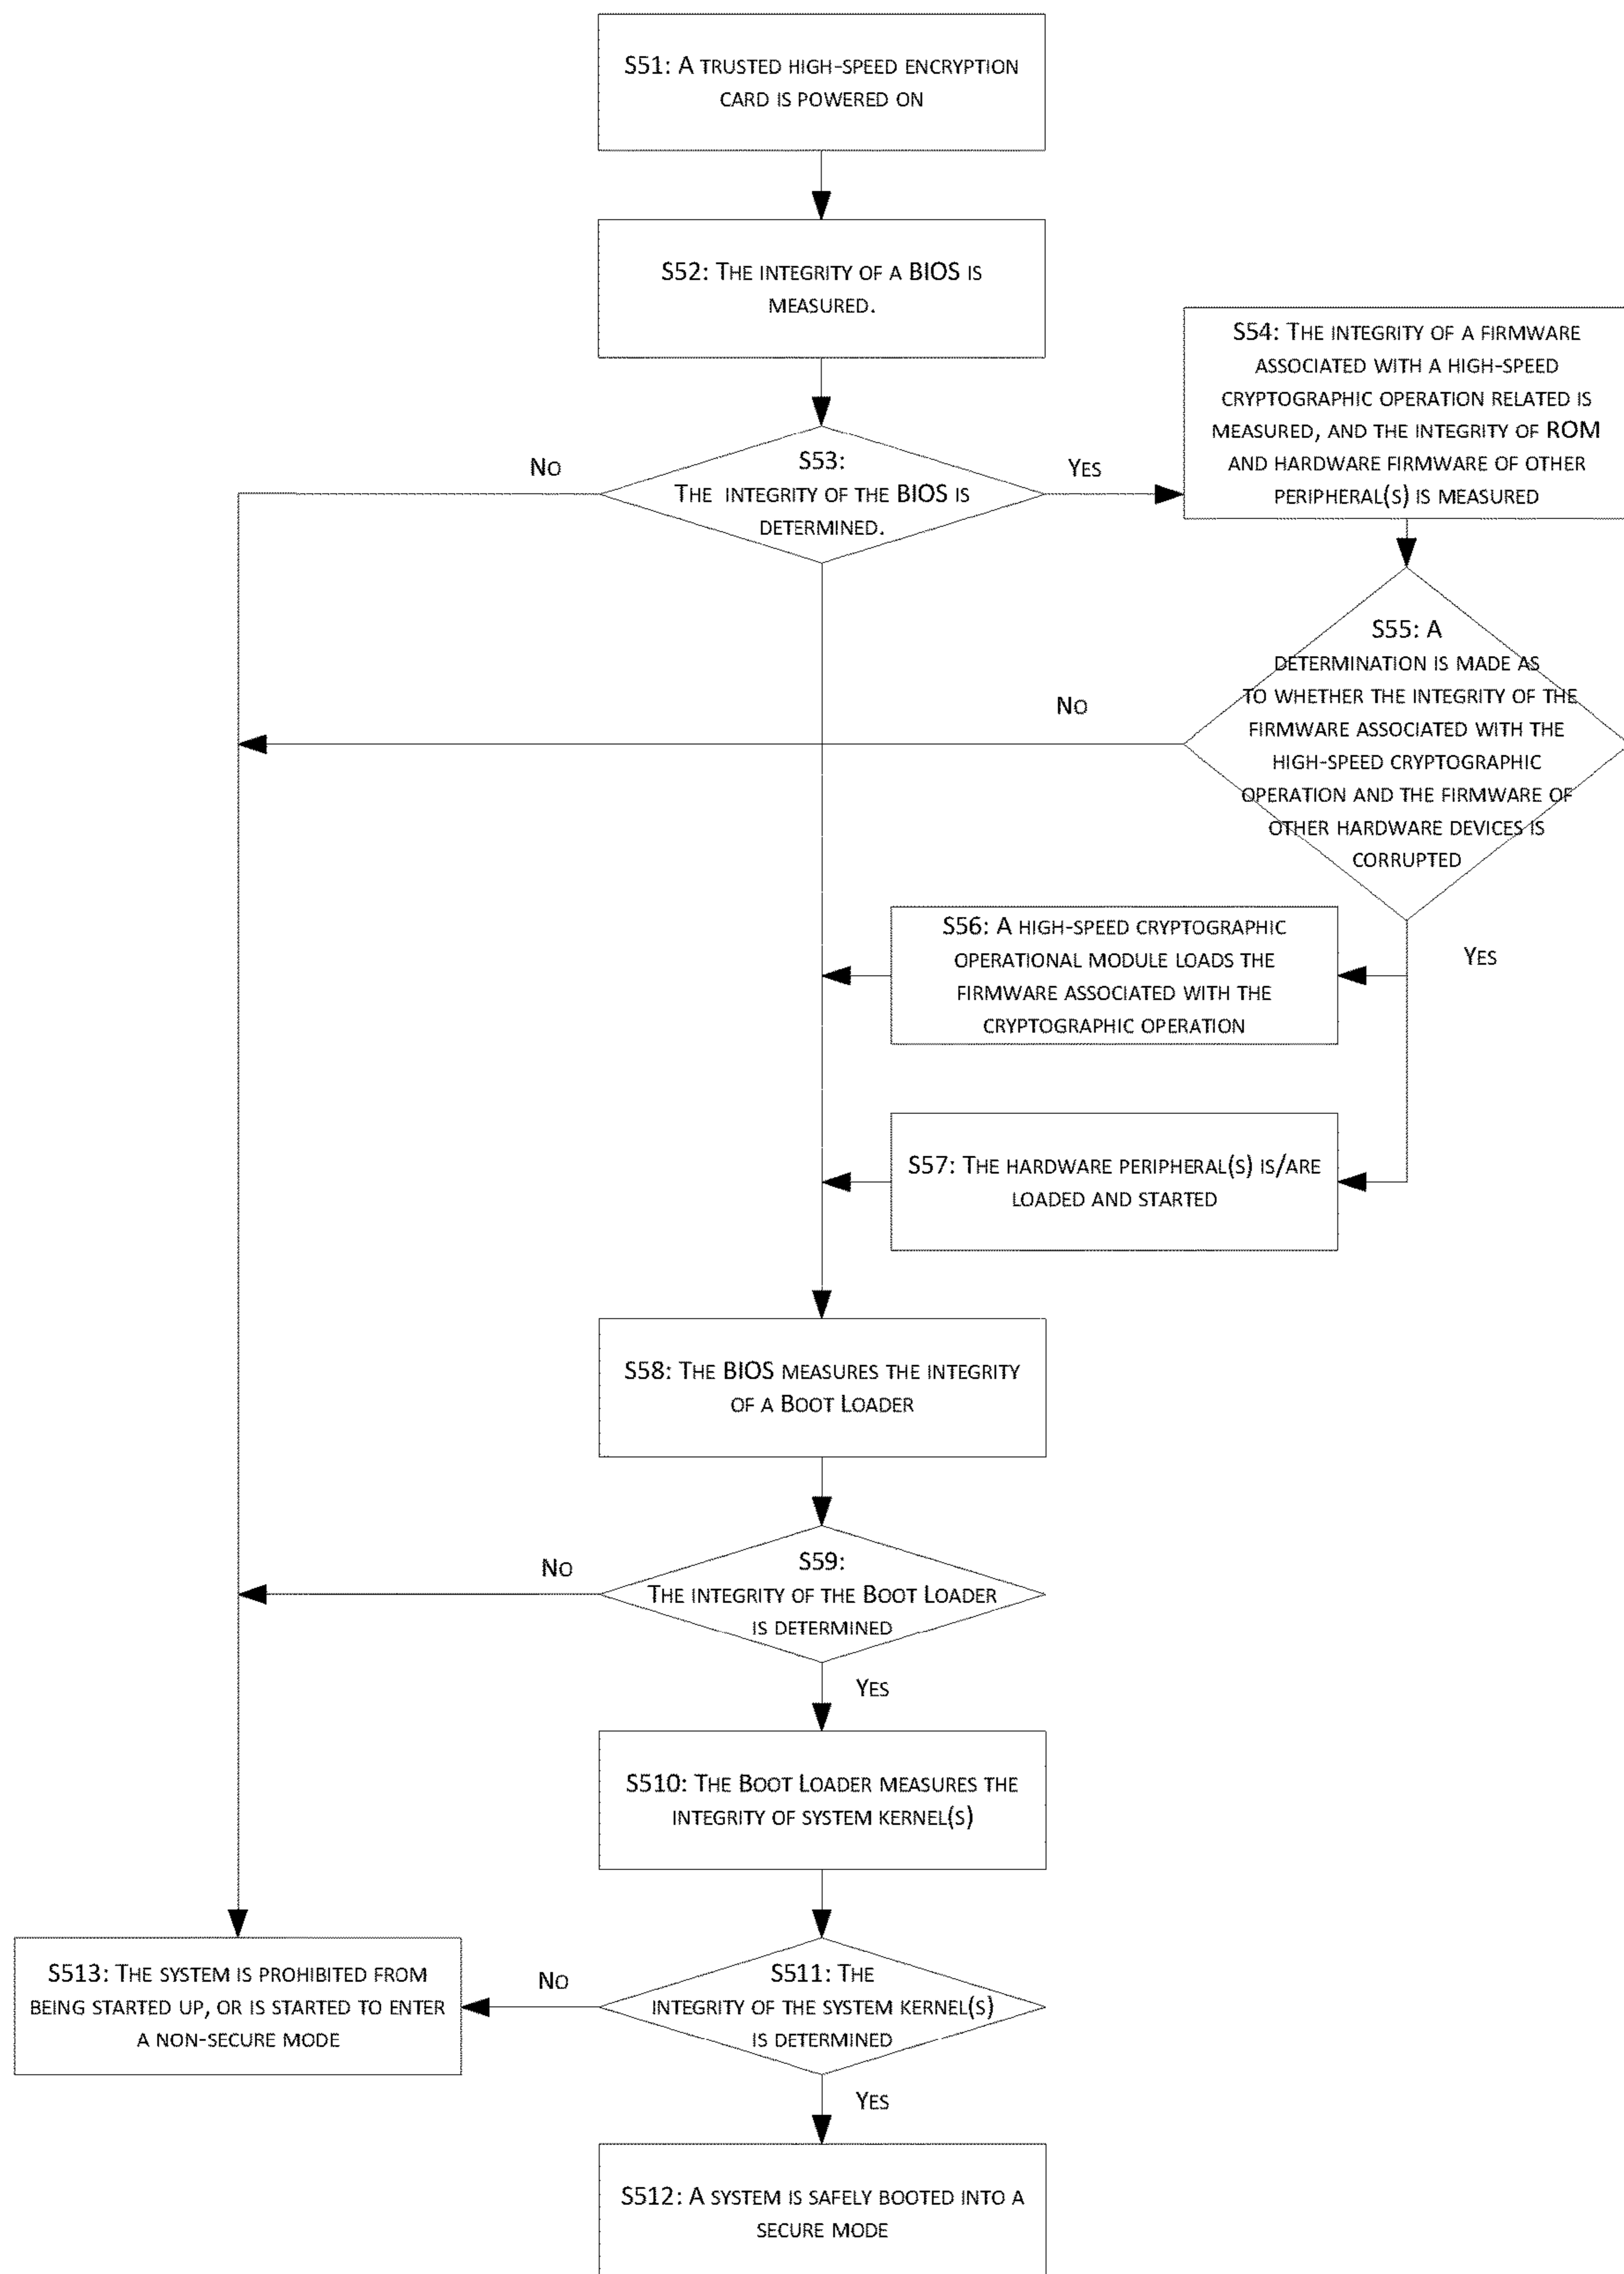 S51: A TRUSTED HIGH-SPEED ENCRYPTION
CARD IS POWERED ON
S52: THE INTEGRITY OF A BIOS IS
MEASURED.
S53:
THE INTEGRITY OF THE BIOS IS
DETERMINED.
NO
YES
S54: THE INTEGRITY OF A FIRMWARE
ASSOCIATED WITH A HIGH-SPEED
CRYPTOGRAPHIC OPERATION RELATED IS
MEASURED, AND THE INTEGRITY OF ROM
AND HARDWARE FIRMWARE OF OTHER
PERIPHERAL(S) IS MEASURED
S55: A
DETERMINATION IS MADE AS
TO WHETHER THE INTEGRITY OF THE
FIRMWARE ASSOCIATED WITH THE
HIGH-SPEED CRYPTOGRAPHIC
OPERATION AND THE FIRMWARE OF
OTHER HARDWARE DEVICES IS
CORRUPTED
NO
YES
S56: A HIGH-SPEED CRYPTOGRAPHIC
OPERATIONAL MODULE LOADS THE
FIRMWARE ASSOCIATED WITH THE
CRYPTOGRAPHIC OPERATION
S57: THE HARDWARE PERIPHERAL(S) IS/ARE
LOADED AND STARTED
S58: THE BIOS MEASURES THE INTEGRITY
OF A BOOT LOADER
S59:
THE INTEGRITY OF THE BOOT LOADER
IS DETERMINED
NO
YES
S510: THE BOOT LOADER MEASURES THE
INTEGRITY OF SYSTEM KERNEL(S)
S511: THE
INTEGRITY OF THE SYSTEM KERNEL(S)
IS DETERMINED
NO
YES
S513: THE SYSTEM IS PROHIBITED FROM
BEING STARTED UP, OR IS STARTED TO ENTER
A NON-SECURE MODE
S512: A SYSTEM IS SAFELY BOOTED INTO A
SECURE MODE